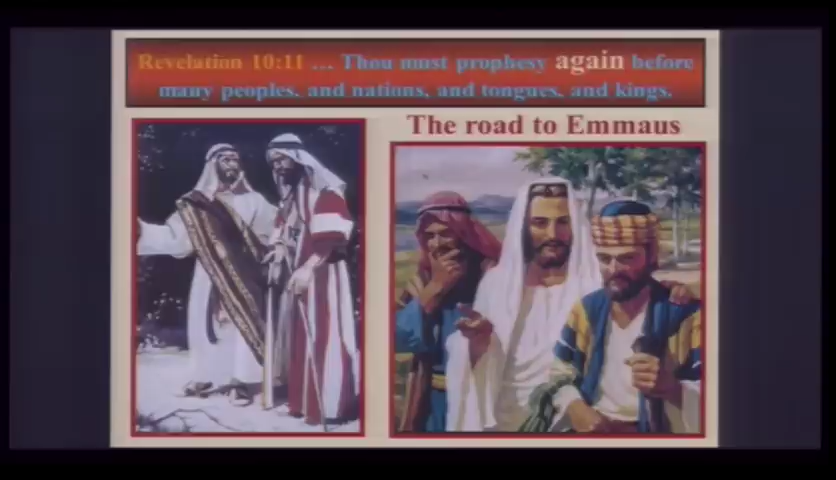 Revelation 10:11 ... Thou must prophesy again before
many peoples, and nations, and tongues, and kings.
The road to Emmaus